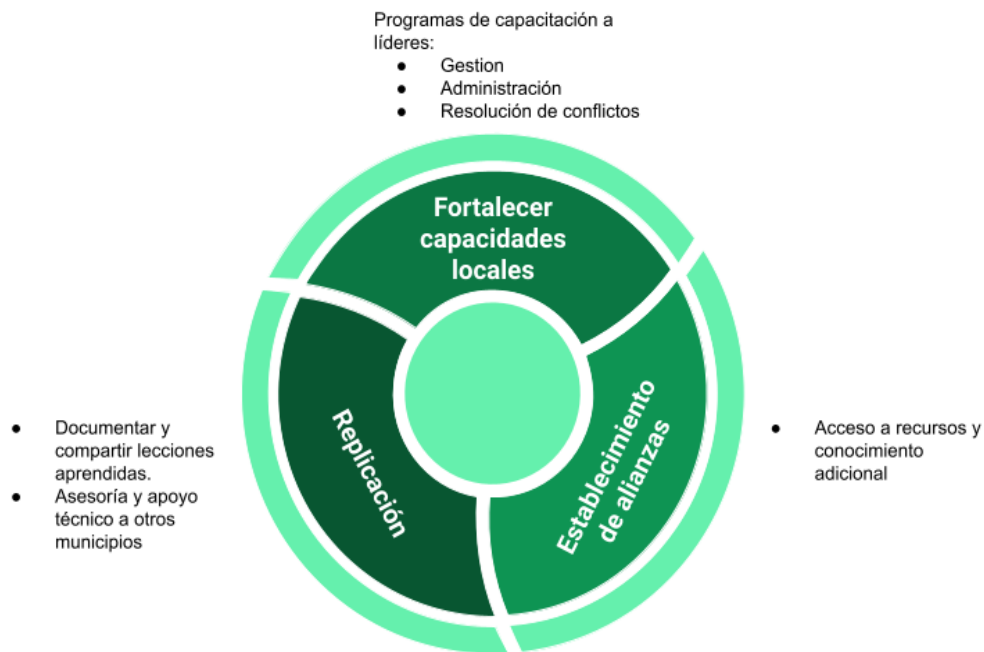 Programas de capacitación a
líderes:
● Gestion
● Administración
● Resolución de conflictos
Fortalecer
capacidades
locales
Replicación
Establecimiento
de alianzas
● Documentar y
compartir lecciones
aprendidas.
● Asesoría y apoyo
técnico a otros
municipios
● Acceso a recursos y
conocimiento
adicional